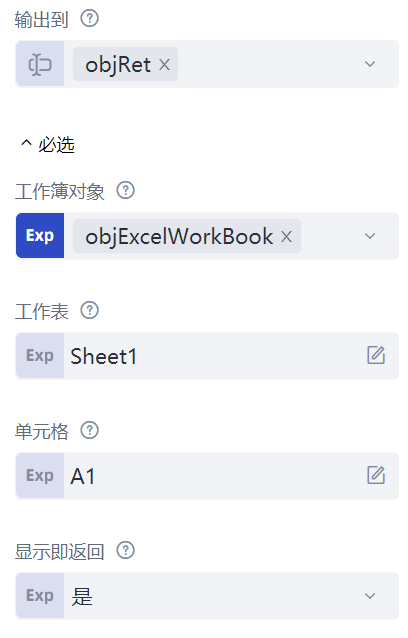 输出到
objRet
必选
工作簿对象
Exp objExcelWorkBook
工作表
Exp Sheet1
单元格
Exp A1
显示即返回
Exp 是